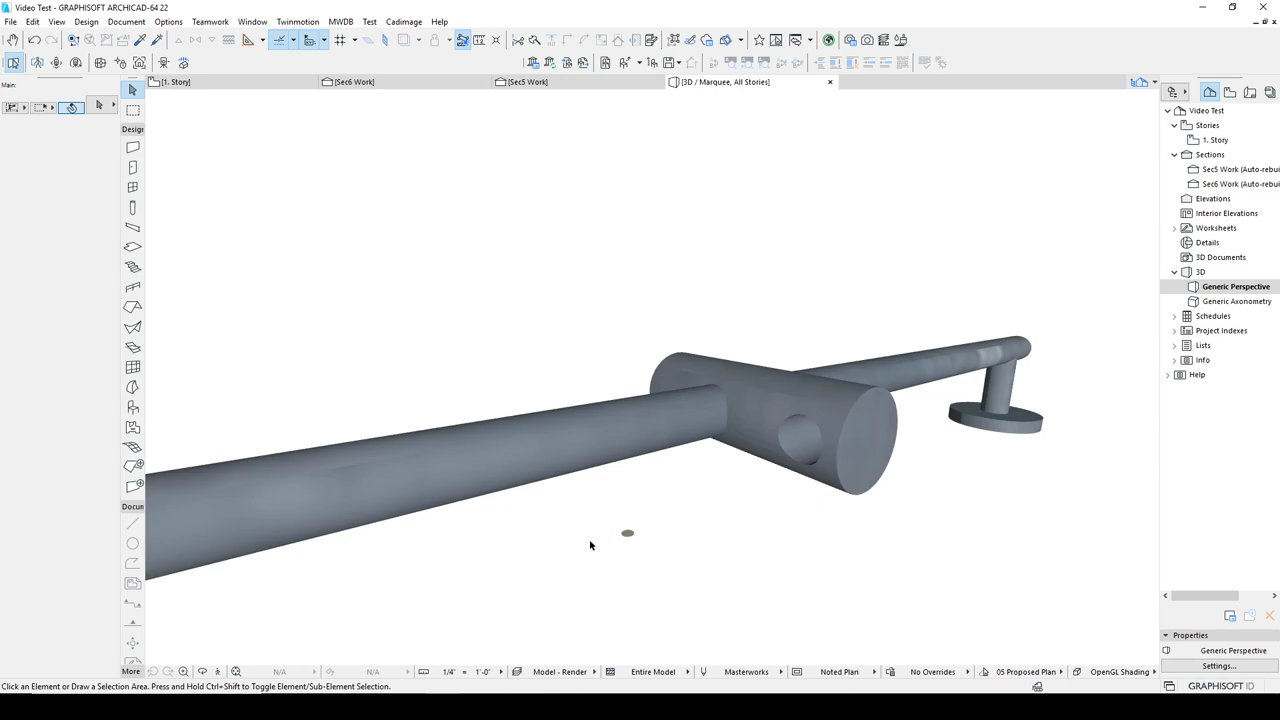 Video Test - GRAPHISOFT ARCHICAD-64 22
File Edit View Design Document Options Teamwork Window Twinmotion MWDB Test Cadimage Help
[1. Story] [Sec6 Work] [Sec5 Work] [3D / Marquee, All Stories]
Main:
Desigr
Docum
More
Video Test
Stories
1. Story
Sections
Sec5 Work (Auto-rebui
Sec6 Work (Auto-rebui
Elevations
Interior Elevations
Worksheets
Details
3D Documents
3D
Generic Perspective
Generic Axonometry
Schedules
Project Indexes
Lists
Info
Help
Properties
Generic Perspective
Settings...
N/A N/A 1/4" = 1'-0" Model - Render Entire Model Masterworks Noted Plan No Overrides 05 Proposed Plan OpenGL Shading
Click an Element or Draw a Selection Area. Press and Hold Ctrl+Shift to Toggle Element/Sub-Element Selection.
GRAPHISOFT ID